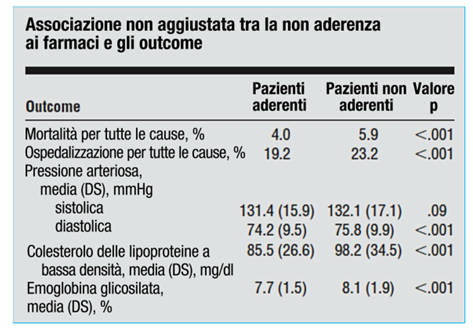 Associazione non aggiustata tra la non aderenza
ai farmaci e gli outcome
Outcome Pazienti aderenti Pazienti non aderenti Valore p
Mortalità per tutte le cause, % 4.0 5.9 <.001
Ospedalizzazione per tutte le cause, % 19.2 23.2 <.001
Pressione arteriosa,
media (DS), mmHg
sistolica 131.4 (15.9) 132.1 (17.1) .09
diastolica 74.2 (9.5) 75.8 (9.9) <.001
Colesterolo delle lipoproteine a 85.5 (26.6) 98.2 (34.5) <.001
bassa densità, media (DS), mg/dl
Emoglobina glicosilata, 7.7 (1.5) 8.1 (1.9) <.001
media (DS), %